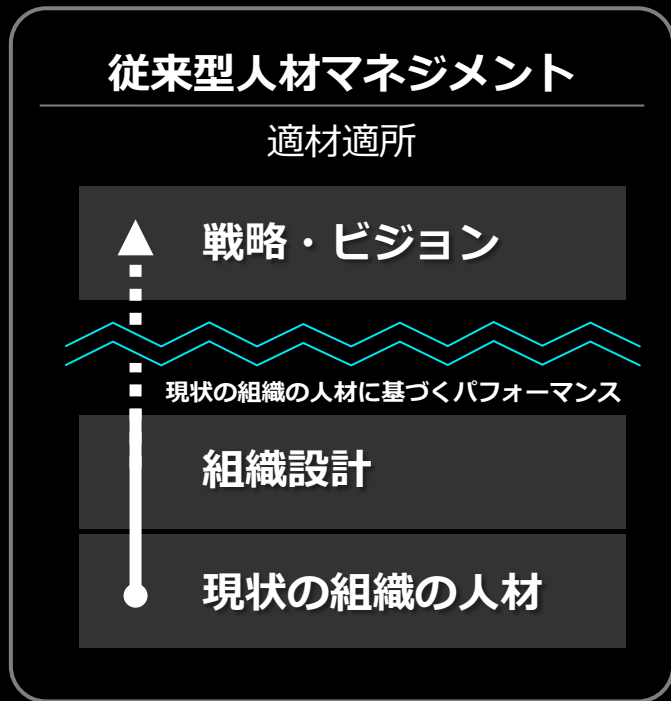 従来型人材マネジメント
適材適所
戦略・ビジョン
現状の組織の人材に基づくパフォーマンス
組織設計
現状の組織の人材